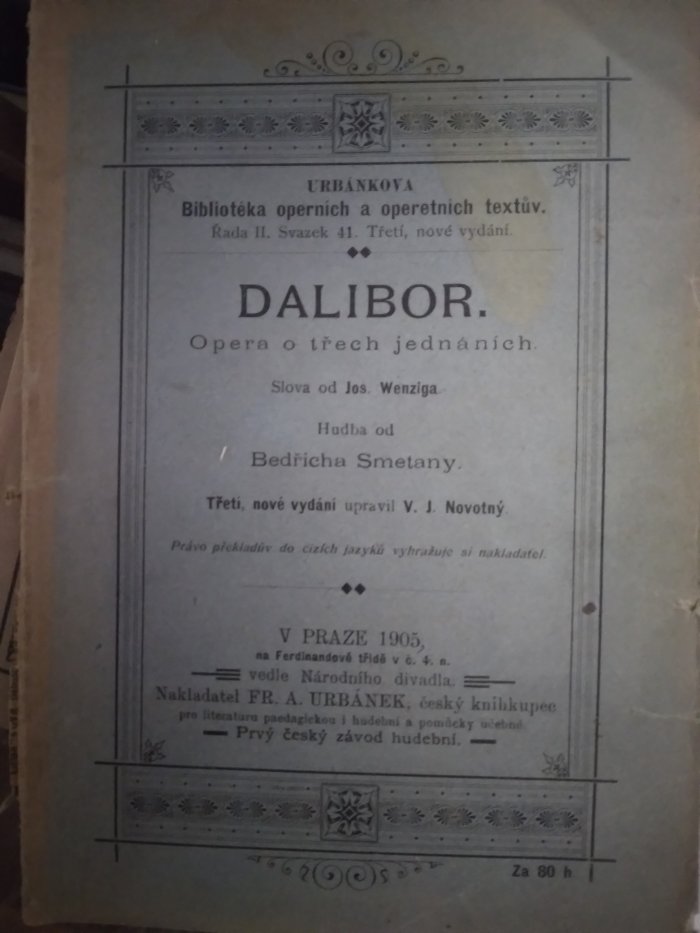 URBÁNKOVA
Bibliotéka operních a operetních textův.
Řada II. Svazek 41. Třetí, nové vydání.
DALIBOR.
Opera o třech jednáních.
Slova od Jos. Wenziga.
Hudba od
Bedřicha Smetany.
Třetí, nové vydání upravil V. J. Novotný.
Právo překladův do cizích jazyků vyhražuje si nakladatel.
V PRAZE 1905,
na Ferdinandově třídě v č. 4. n.
vedle Národního divadla.
Nakladatel FR. A. URBÁNEK, český knihkupec
pro literaturu paedagickou i hudební a pomůcky učebné.
Prvý český závod hudební.
Za 80 h